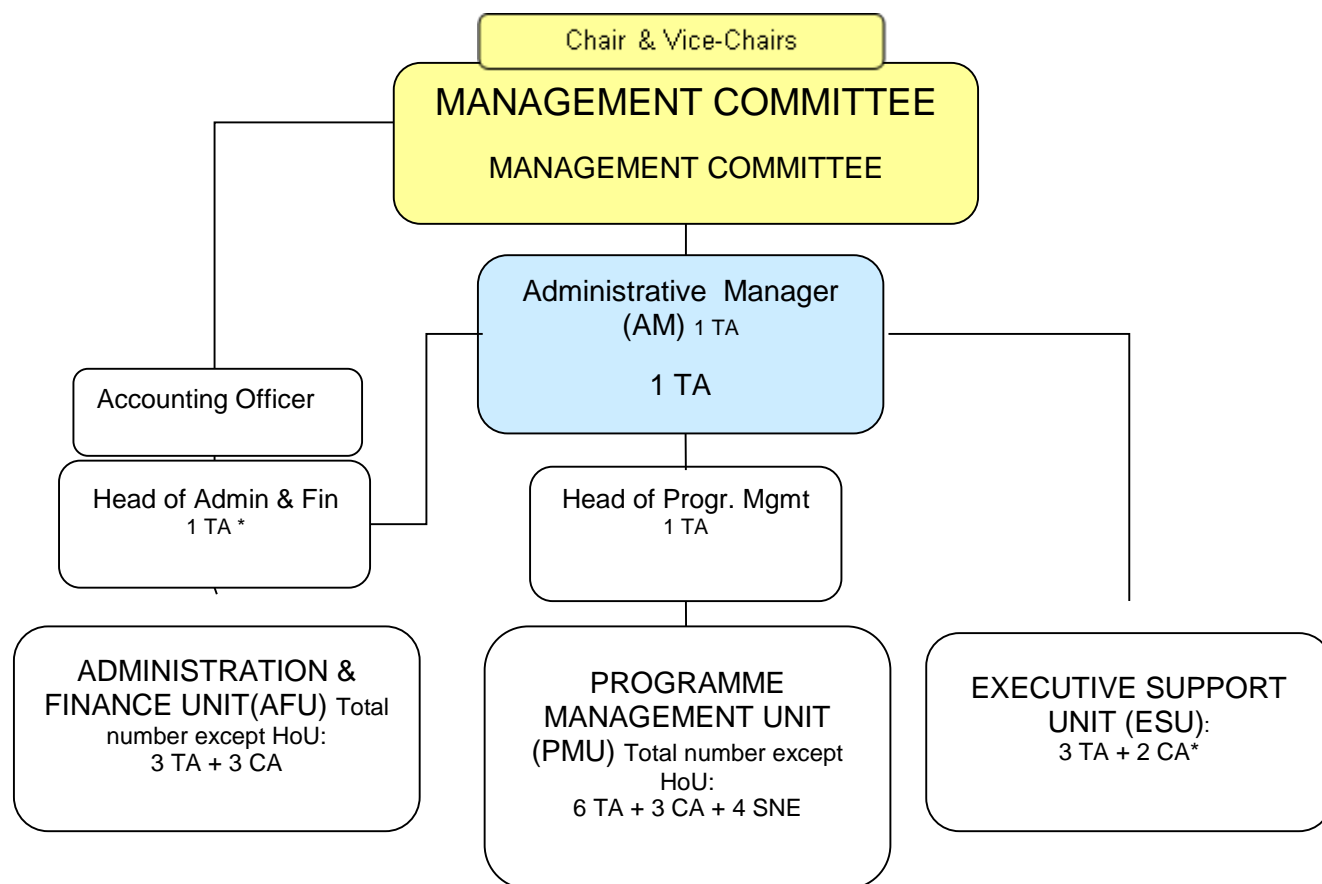 Chair & Vice-Chairs
MANAGEMENT COMMITTEE
MANAGEMENT COMMITTEE
Administrative Manager
(AM) 1 TA
1 TA
Accounting Officer
Head of Admin & Fin
1 TA *
Head of Progr. Mgmt
1 TA
ADMINISTRATION &
FINANCE UNIT(AFU) Total
number except HoU:
3 TA + 3 CA
PROGRAMME
MANAGEMENT UNIT
(PMU) Total number except
HoU:
6 TA + 3 CA + 4 SNE
EXECUTIVE SUPPORT
UNIT (ESU):
3 TA + 2 CA*